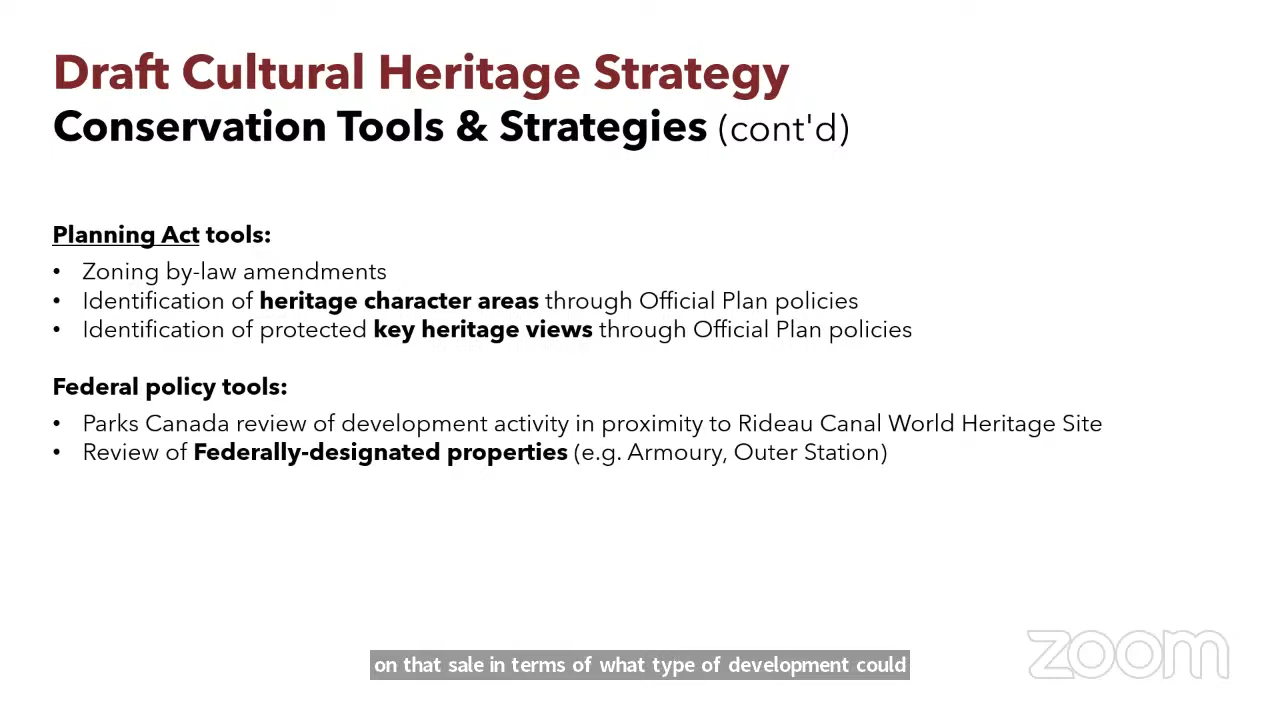 Draft Cultural Heritage Strategy
Conservation Tools & Strategies (cont'd)
Planning Act tools:
• Zoning by-law amendments
• Identification of heritage character areas through Official Plan policies
• Identification of protected key heritage views through Official Plan policies
Federal policy tools:
• Parks Canada review of development activity in proximity to Rideau Canal World Heritage Site
• Review of Federally-designated properties (e.g. Armoury, Outer Station)
on that sale in terms of what type of development could
zoom